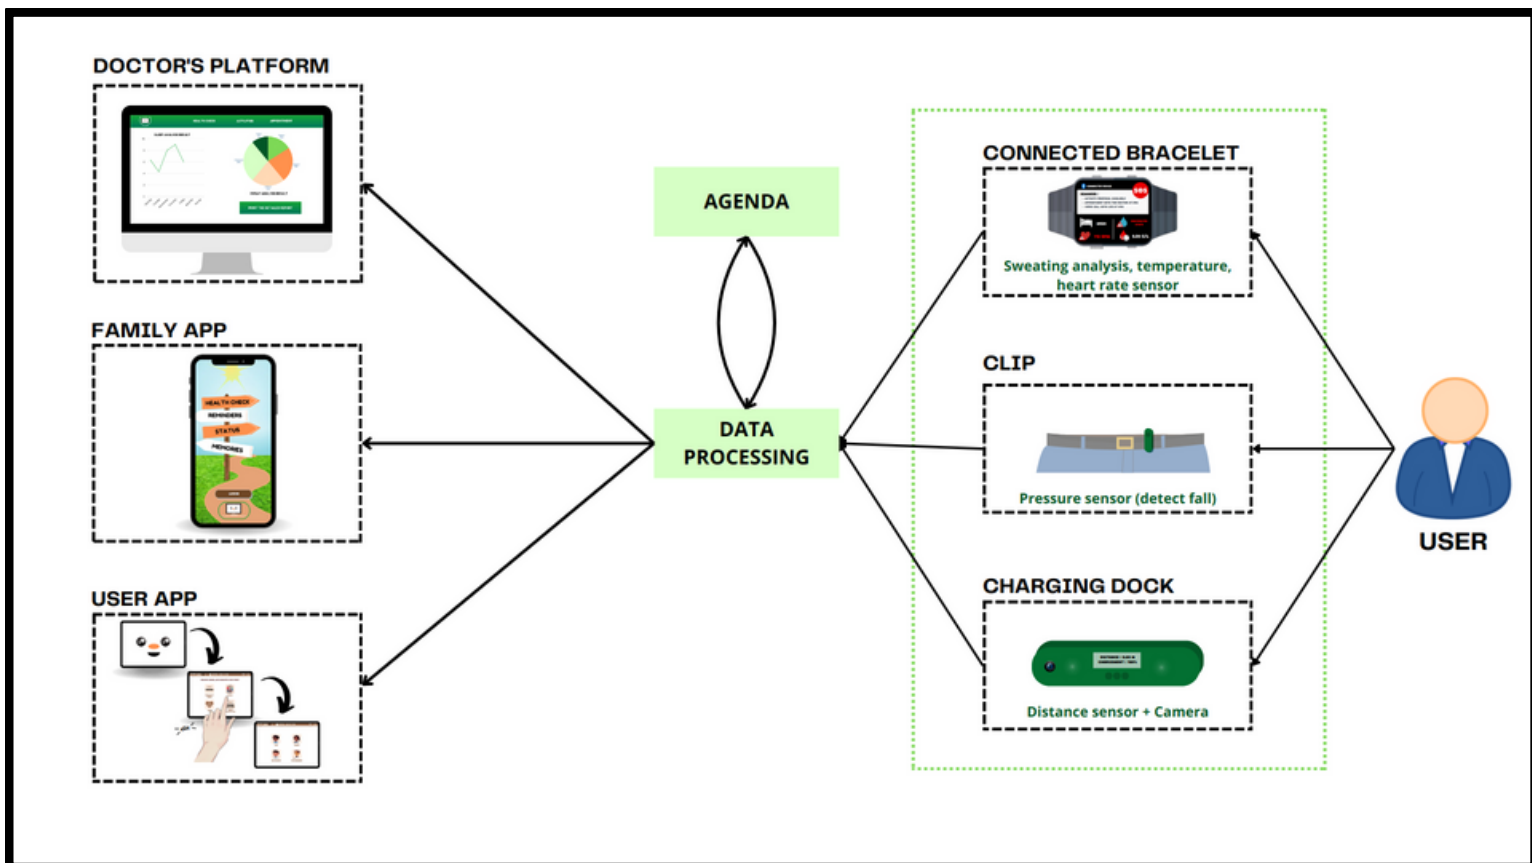 DOCTOR'S PLATFORM
FAMILY APP
HEALTH CHECK
REMINDERS
STATUS
MEMORIES
USER APP
AGENDA
DATA
PROCESSING
CONNECTED BRACELET
SOS
Sweating analysis, temperature,
heart rate sensor
CLIP
Pressure sensor (detect fall)
CHARGING DOCK
Distance sensor + Camera
USER